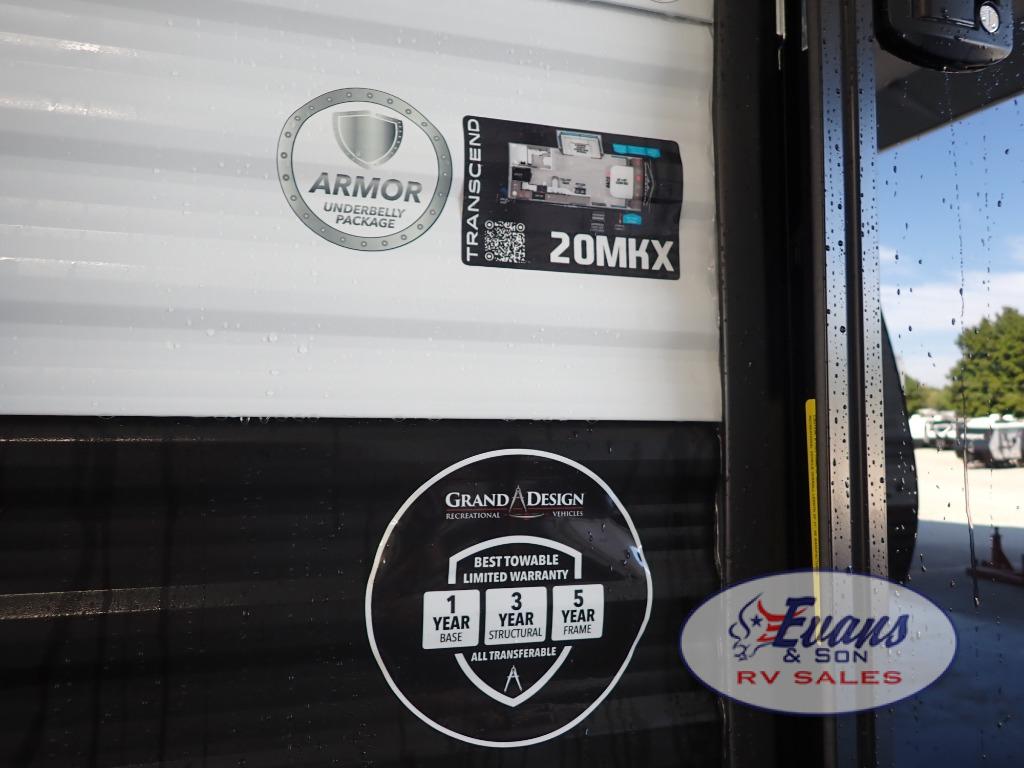 ARMOR
UNDERBELLY
PACKAGE
TRANSCEND
20MKX
GRAND DESIGN
RECREATIONAL VEHICLES
BEST TOWABLE
LIMITED WARRANTY
1 YEAR BASE
3 YEAR STRUCTURAL
5 YEAR FRAME
ALL TRANSFERABLE
Evans
& SON
RV SALES